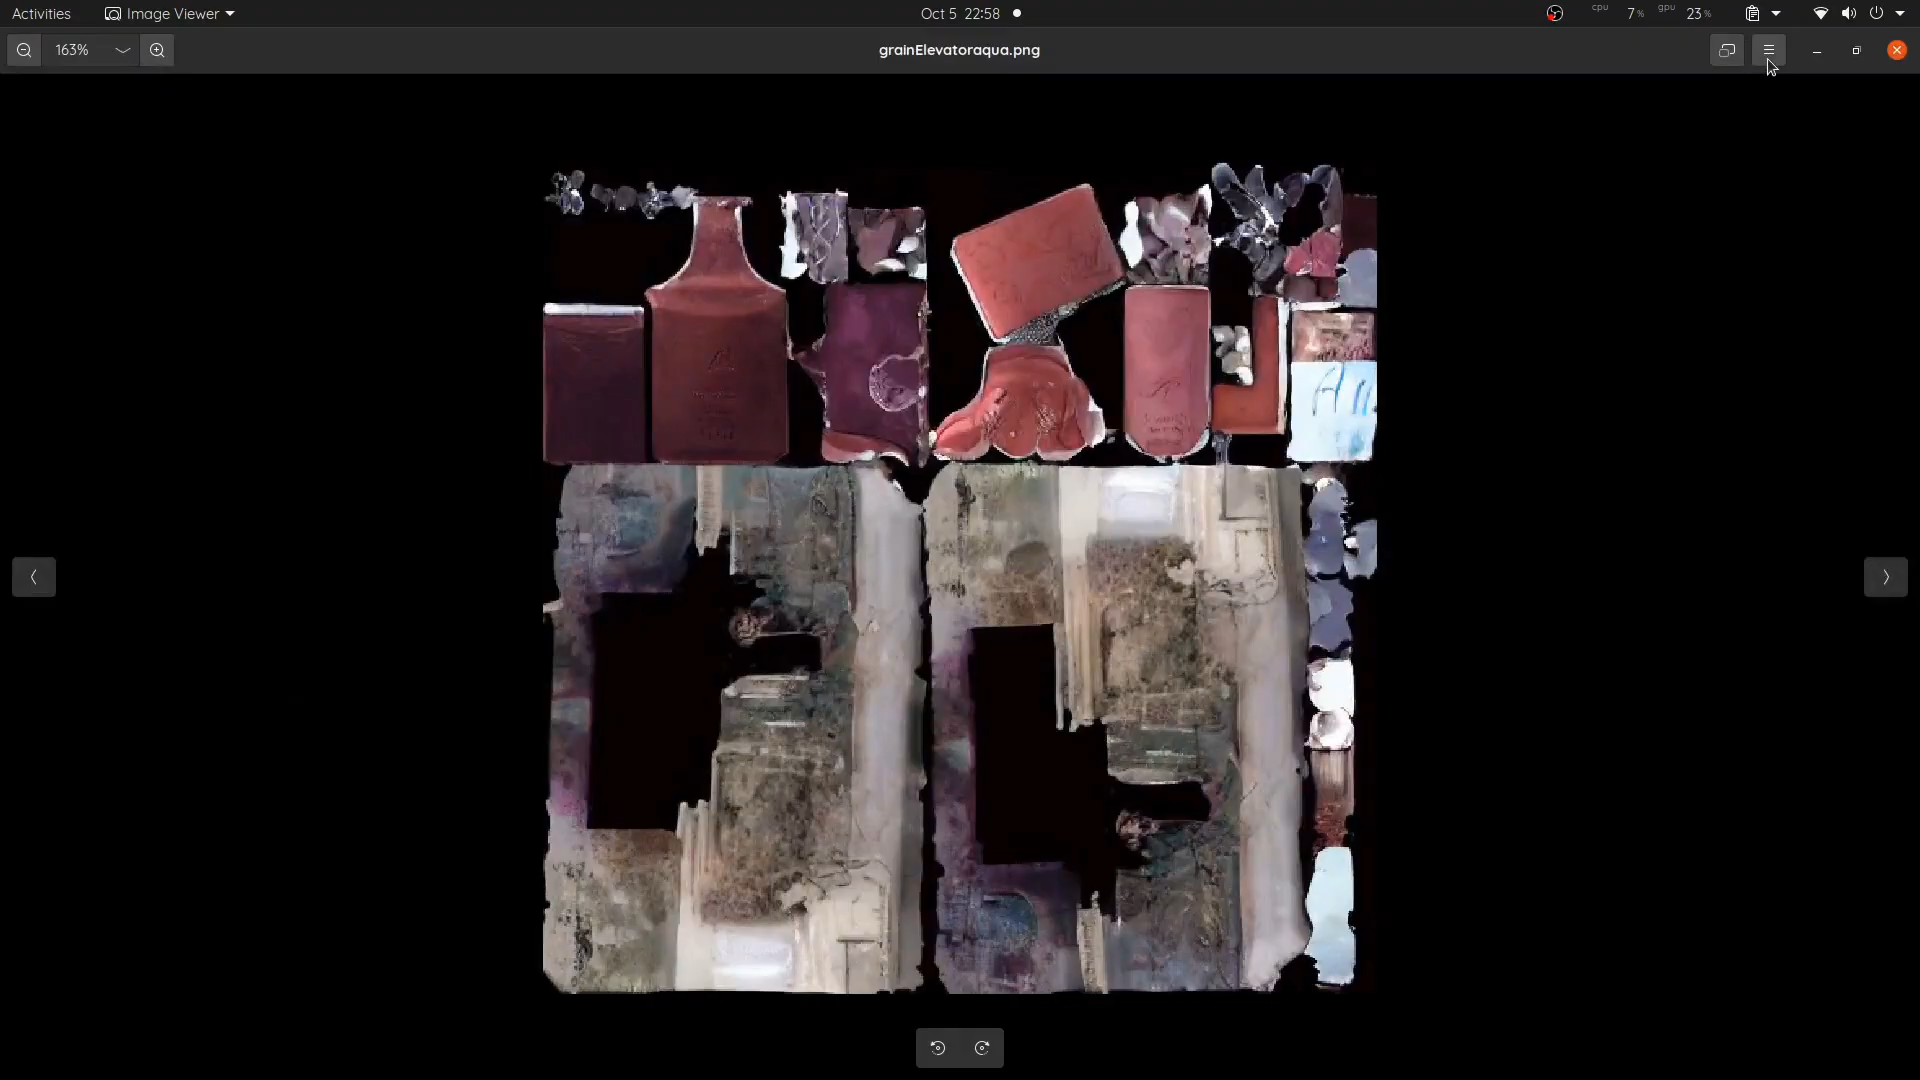 Activities
Image Viewer
Oct 5 22:58
cpu
7%
gpu
23%
163%
grainElevatoraqua.png